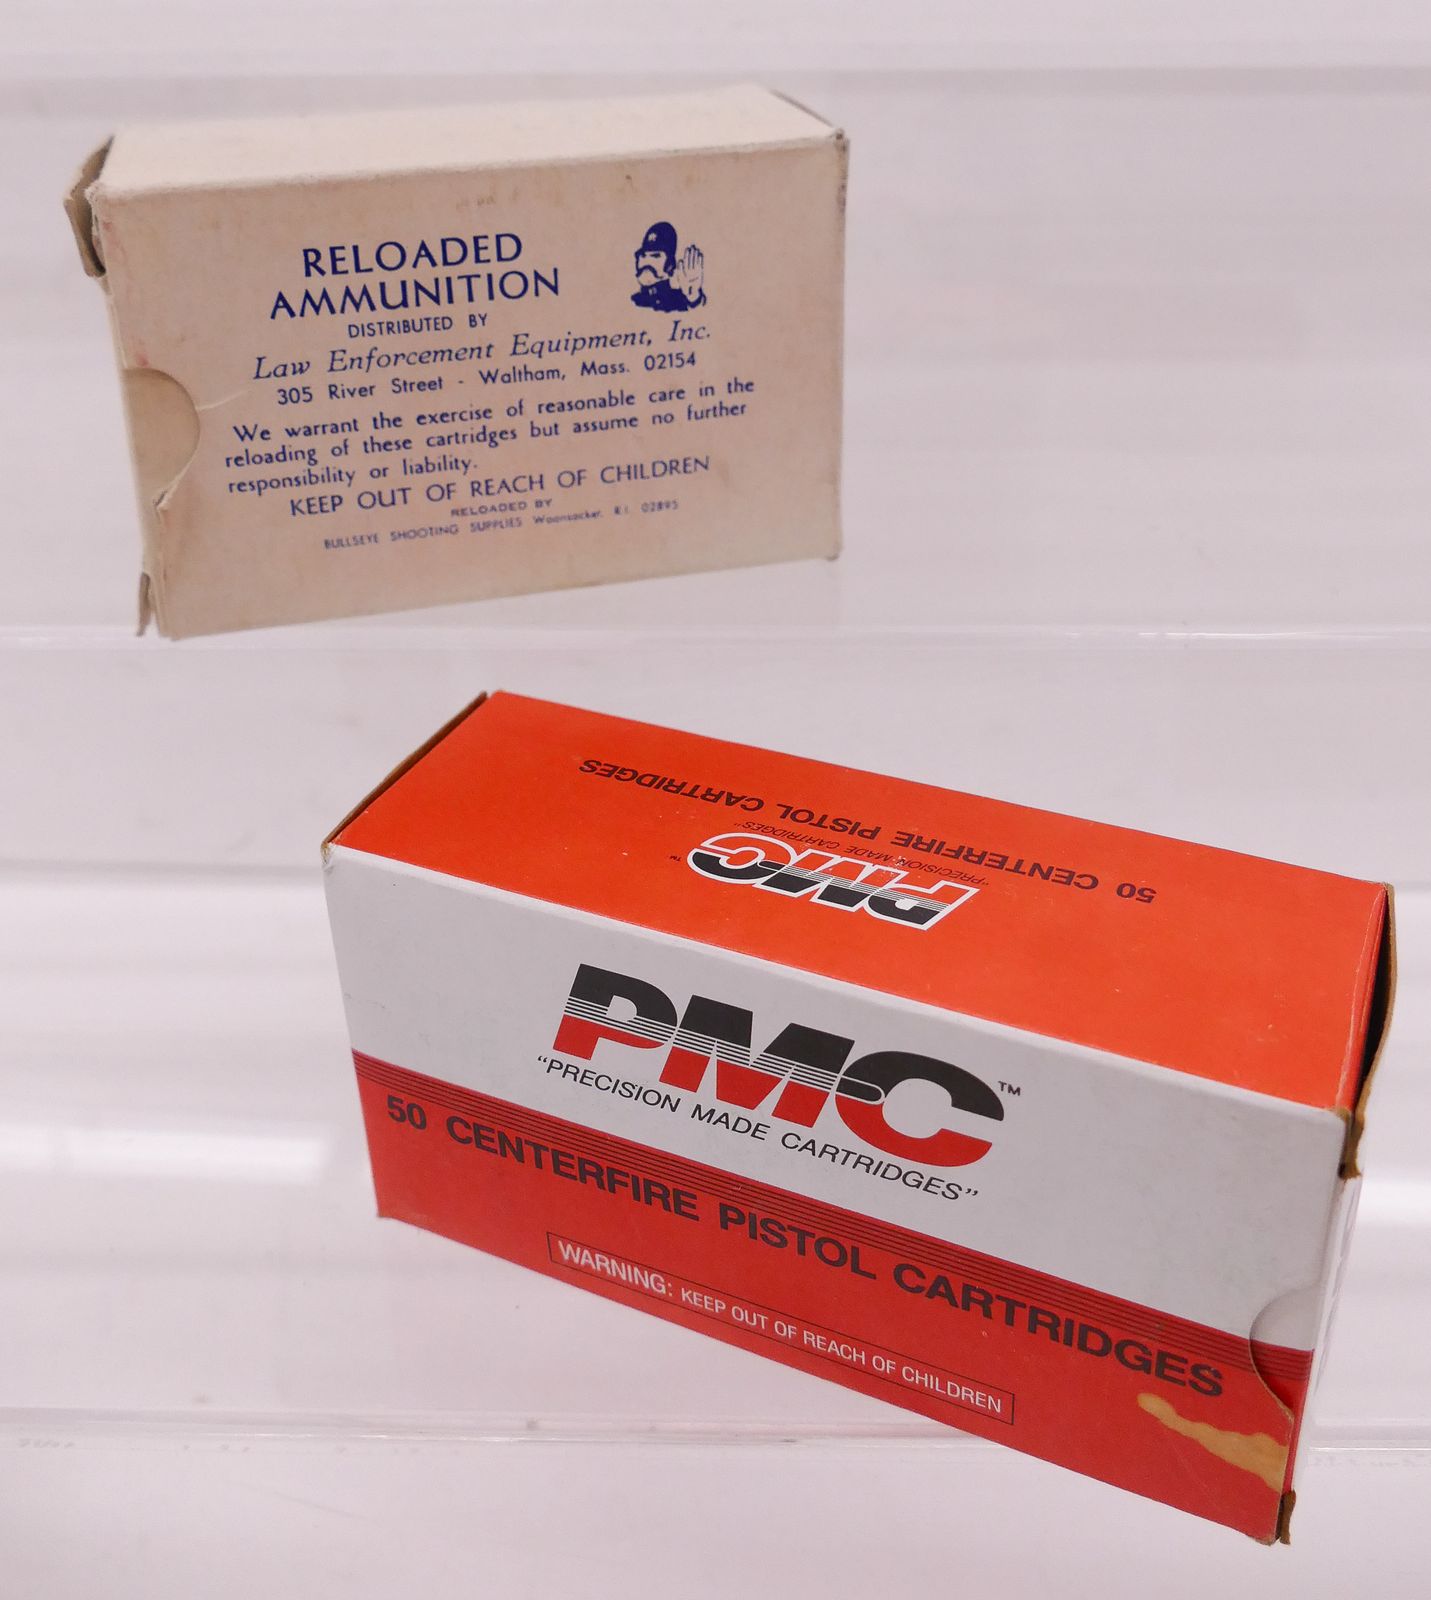 RELOADED
AMMUNITION
DISTRIBUTED BY
Law Enforcement Equipment, Inc.
305 River Street - Waltham, Mass. 02154
We warrant the exercise of reasonable care in the
reloading of these cartridges but assume no further
responsibility or liability.
KEEP OUT OF REACH OF CHILDREN
RELOADED BY
BULLSEYE SHOOTING SUPPLIES Woonsocket, R.I. 02895
50 CENTERFIRE PISTOL CARTRIDGES
"PRECISION MADE CARTRIDGES"
PMC™
PMC™
"PRECISION MADE CARTRIDGES"
50 CENTERFIRE PISTOL CARTRIDGES
WARNING: KEEP OUT OF REACH OF CHILDREN